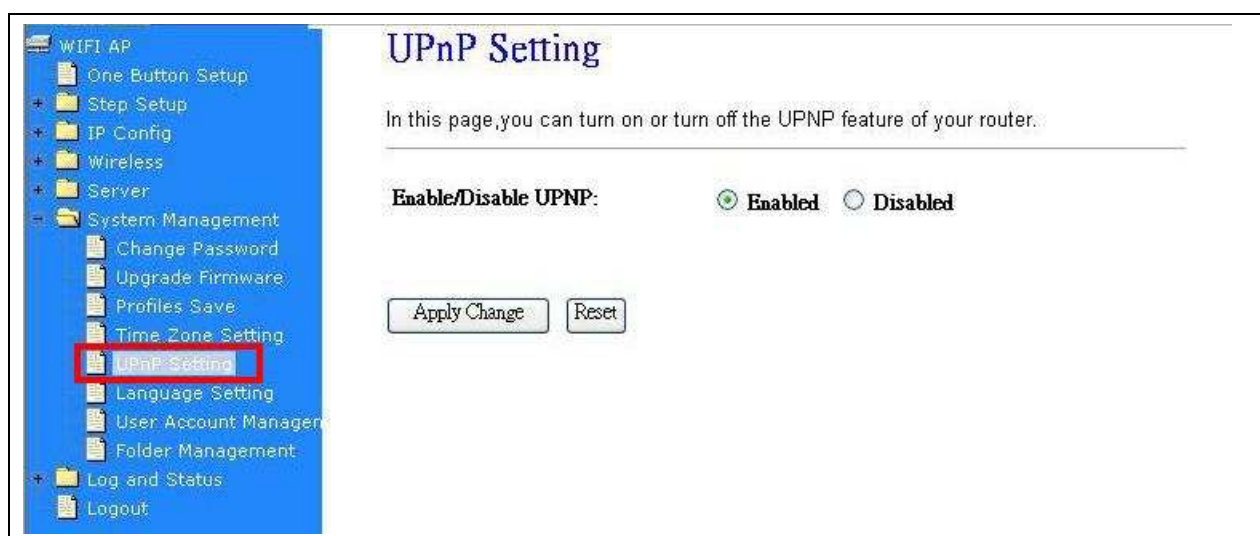 WIFI AP
One Button Setup
Step Setup
IP Config
Wireless
Server
System Management
Change Password
Upgrade Firmware
Profiles Save
Time Zone Setting
UPnP Setting
Language Setting
User Account Managen
Folder Management
Log and Status
Logout
UPnP Setting
In this page,you can turn on or turn off the UPNP feature of your router.
Enable/Disable UPNP: Enabled Disabled
Apply Change Reset